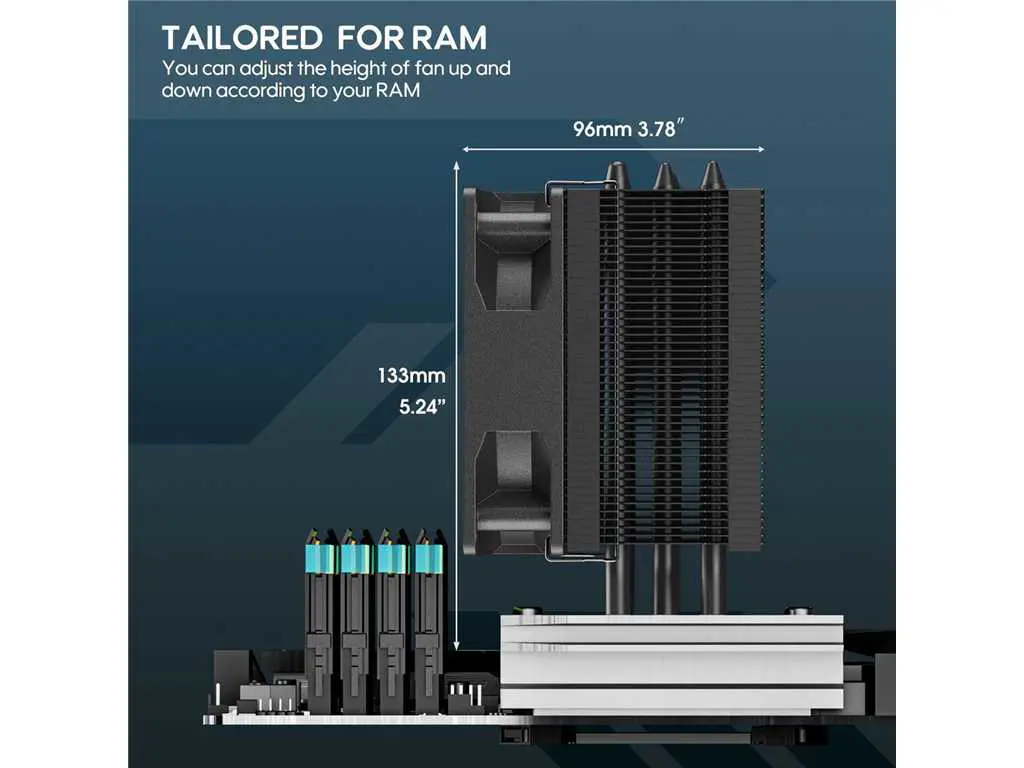 TAILORED FOR RAM
You can adjust the height of fan up and
down according to your RAM
96mm 3.78″
133mm
5.24”